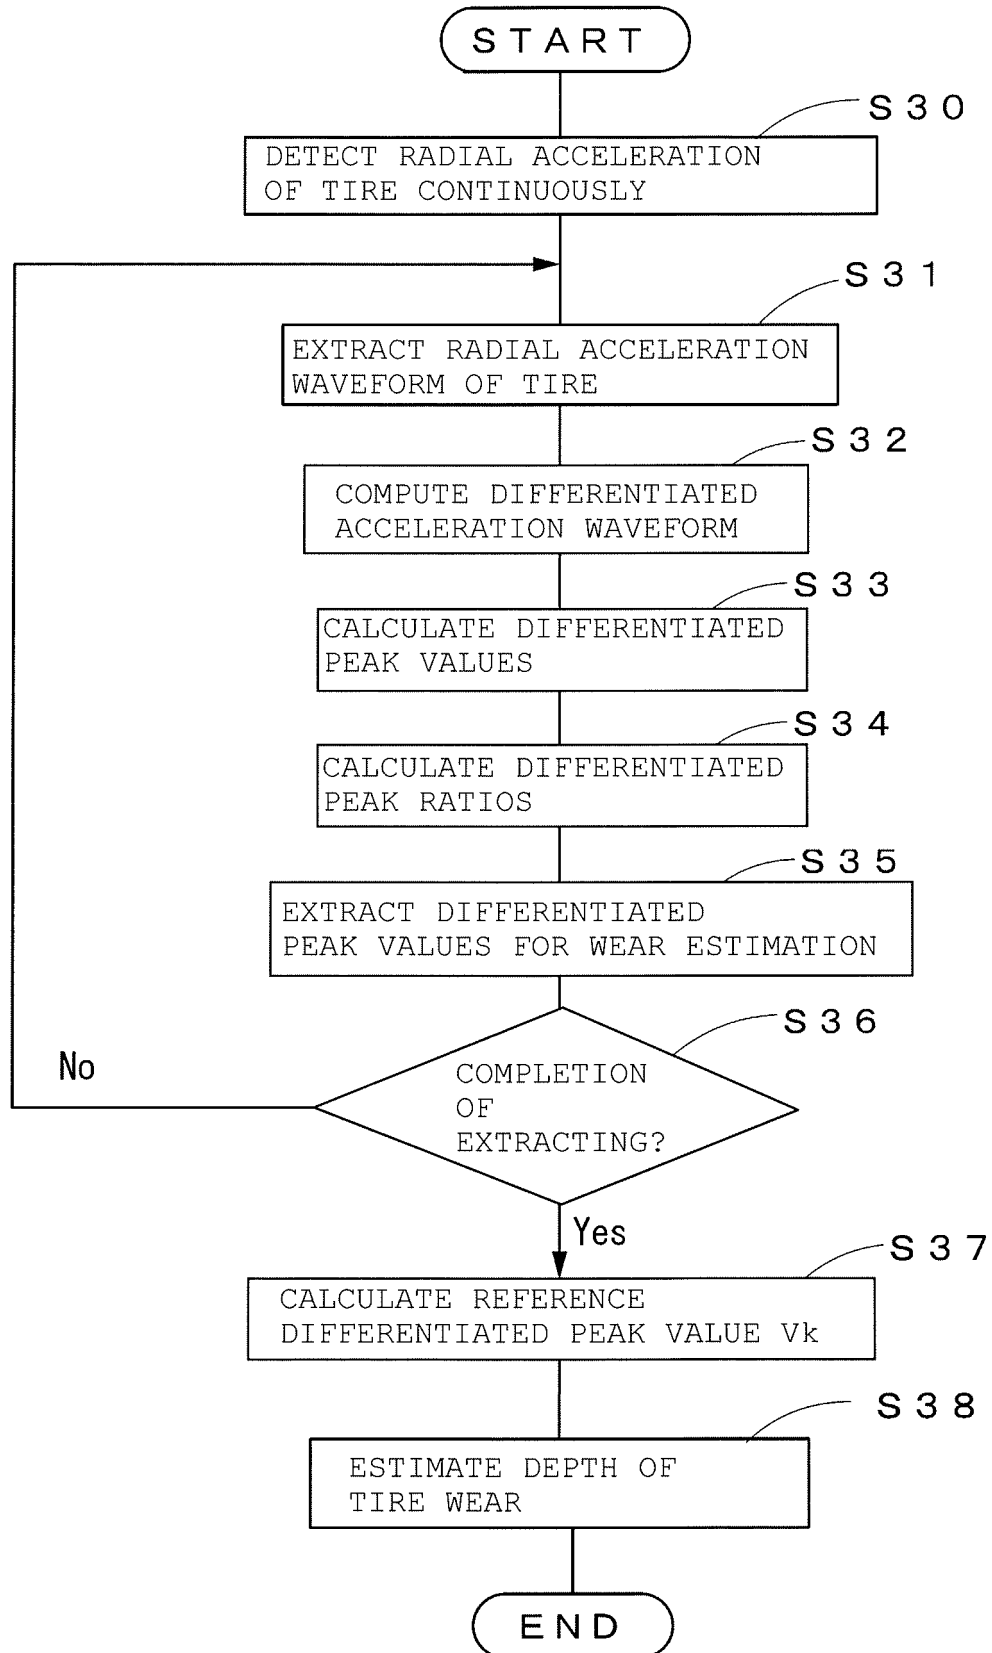 START
S30
DETECT RADIAL ACCELERATION
OF TIRE CONTINUOUSLY
S31
EXTRACT RADIAL ACCELERATION
WAVEFORM OF TIRE
S32
COMPUTE DIFFERENTIATED
ACCELERATION WAVEFORM
S33
CALCULATE DIFFERENTIATED
PEAK VALUES
S34
CALCULATE DIFFERENTIATED
PEAK RATIOS
S35
EXTRACT DIFFERENTIATED
PEAK VALUES FOR WEAR ESTIMATION
S36
No
COMPLETION
OF
EXTRACTING?
Yes
S37
CALCULATE REFERENCE
DIFFERENTIATED PEAK VALUE Vk
S38
ESTIMATE DEPTH OF
TIRE WEAR
END